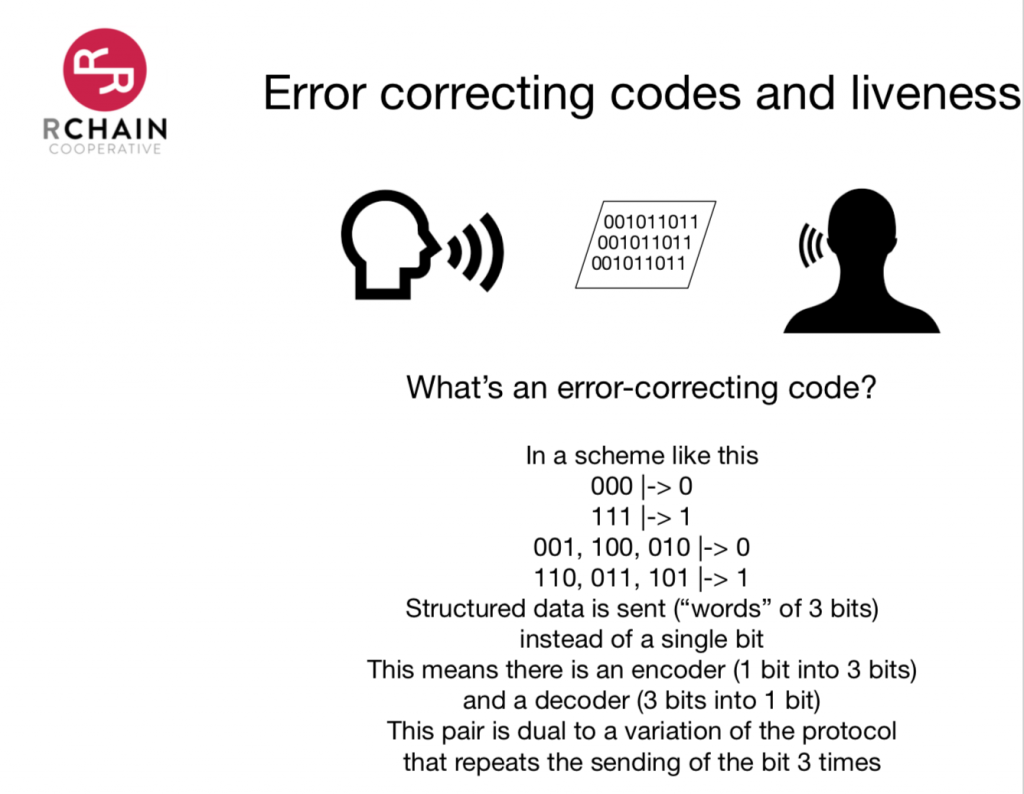 RCHAIN
COOPERATIVE
Error correcting codes and liveness
001011011
001011011
001011011
What’s an error-correcting code?
In a scheme like this
000 |-> 0
111 |-> 1
001, 100, 010 |-> 0
110, 011, 101 |-> 1
Structured data is sent (“words” of 3 bits)
instead of a single bit
This means there is an encoder (1 bit into 3 bits)
and a decoder (3 bits into 1 bit)
This pair is dual to a variation of the protocol
that repeats the sending of the bit 3 times